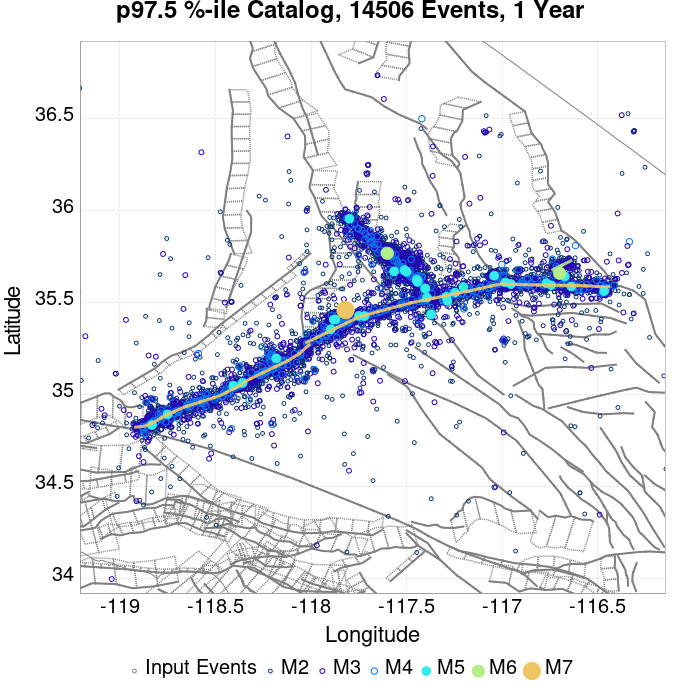 p97.5 %-ile Catalog, 14506 Events, 1 Year
36.5
36
35.5
35
34.5
34
Latitude
-119
-118.5
-118
-117.5
-117
-116.5
Longitude
Input Events
M2
M3
M4
M5
M6
M7